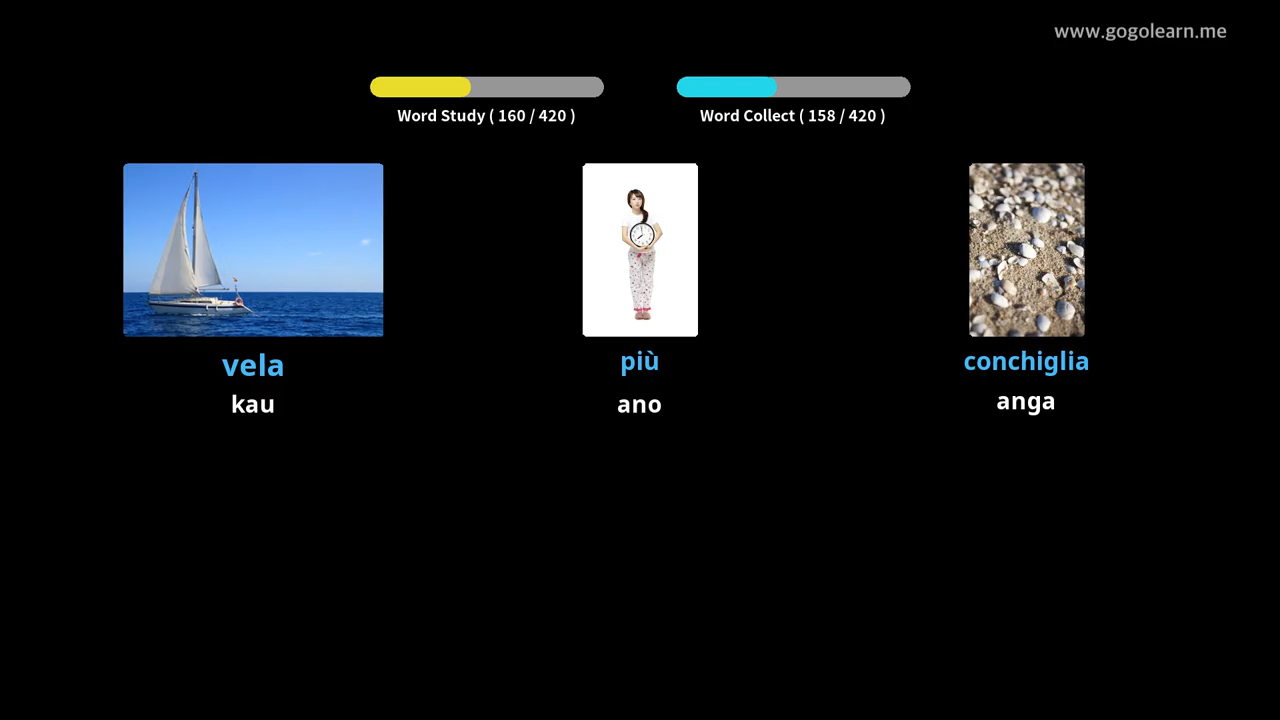 www.gogolearn.me
Word Study ( 160 / 420 )
Word Collect ( 158 / 420 )
vela
kau
più
ano
conchiglia
anga